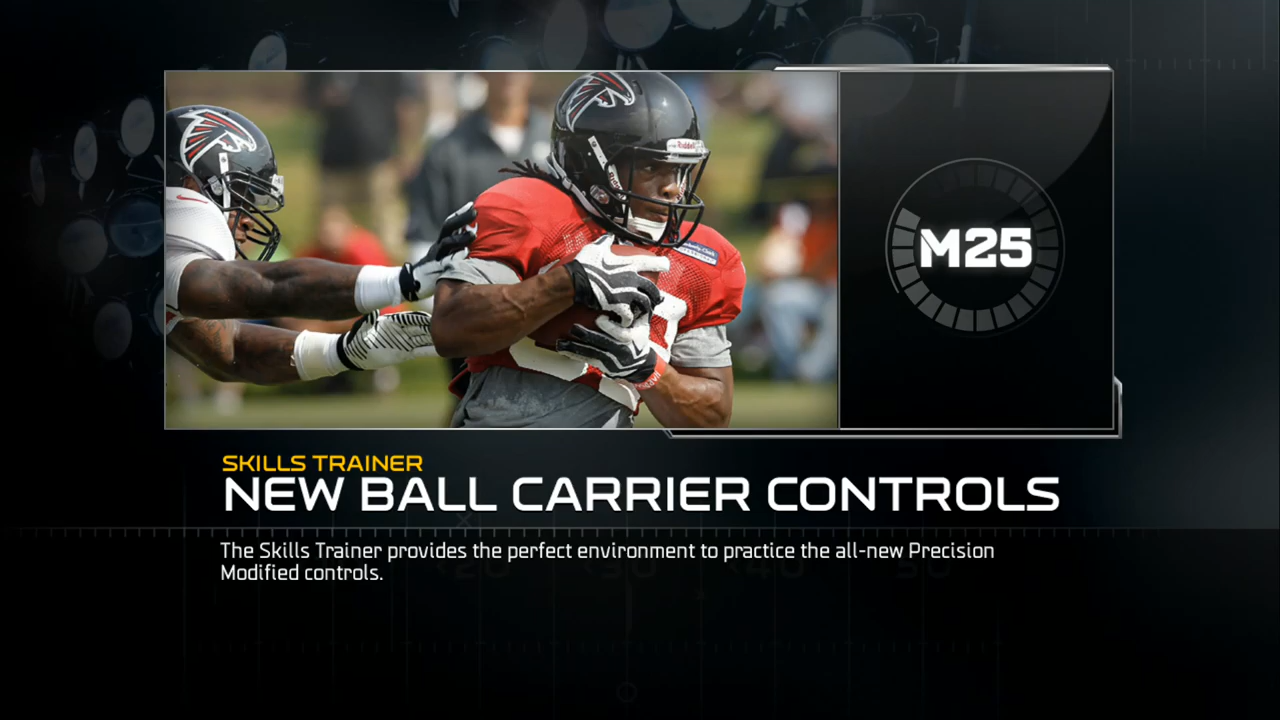 Riddell
M25
SKILLS TRAINER
NEW BALL CARRIER CONTROLS
The Skills Trainer provides the perfect environment to practice the all-new Precision
Modified controls.